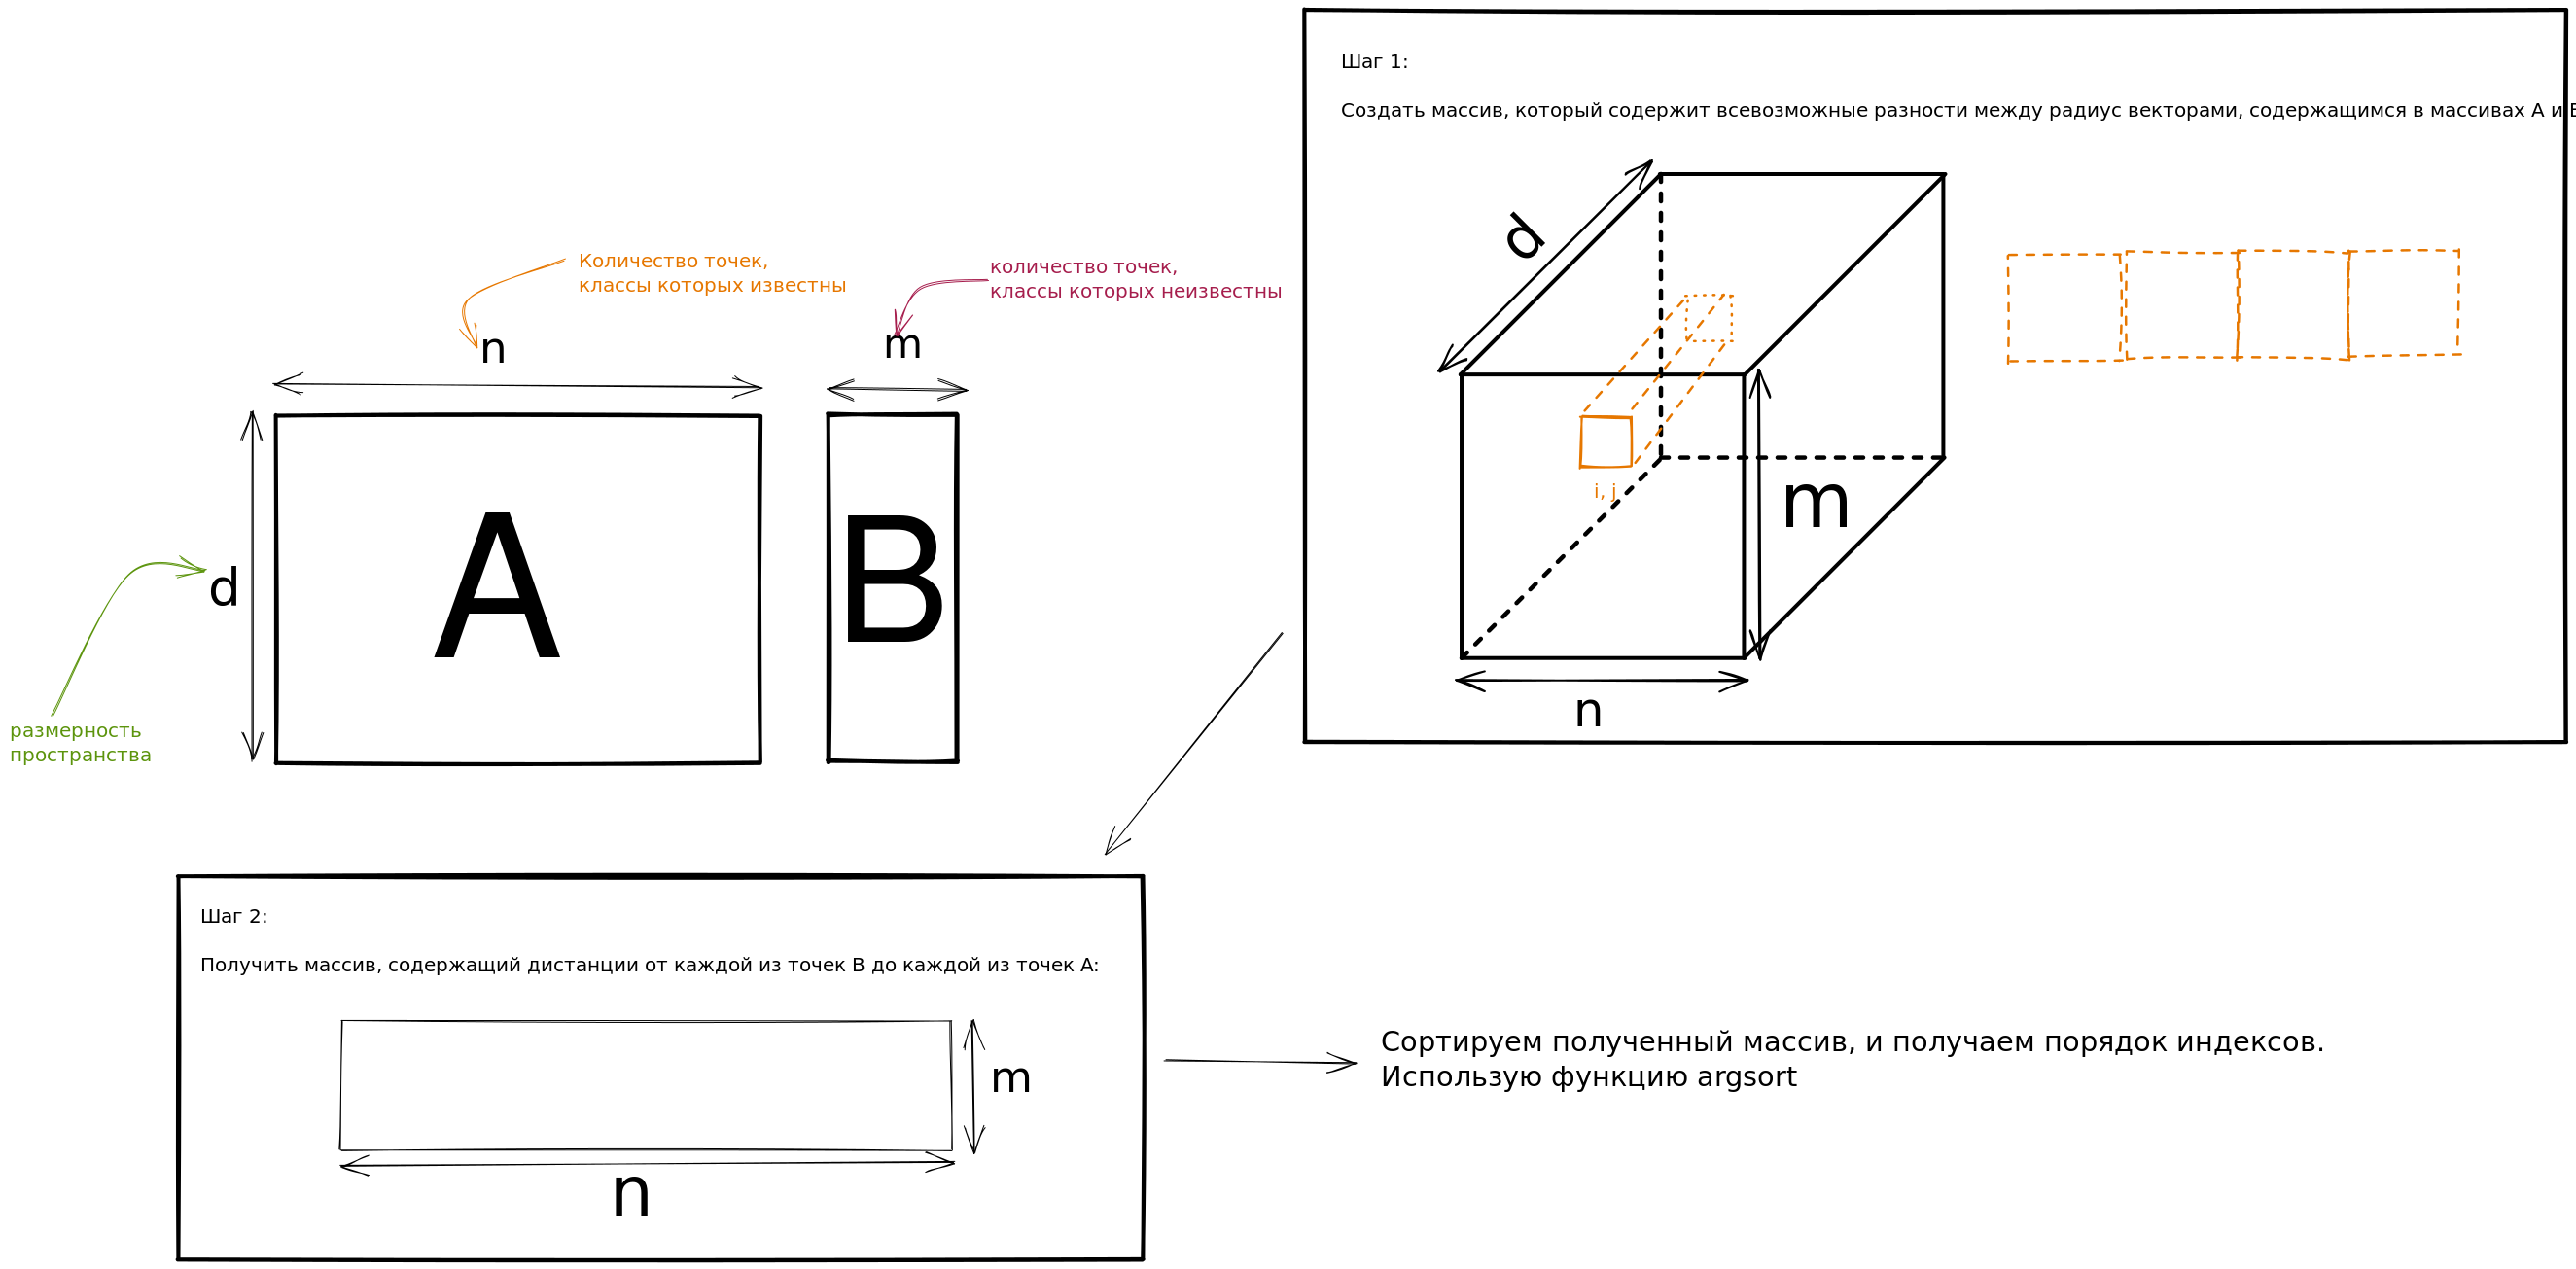 Шаг 1:
Создать массив, который содержит всевозможные разности между радиус векторами, содержащимся в массивах А и
d
i, j
m
n
Количество точек,
классы которых известны
n
количество точек,
классы которых неизвестны
m
d
A
B
размерность
пространства
Шаг 2:
Получить массив, содержащий дистанции от каждой из точек B до каждой из точек A:
m
n
Сортируем полученный массив, и получаем порядок индексов.
Использую функцию argsort